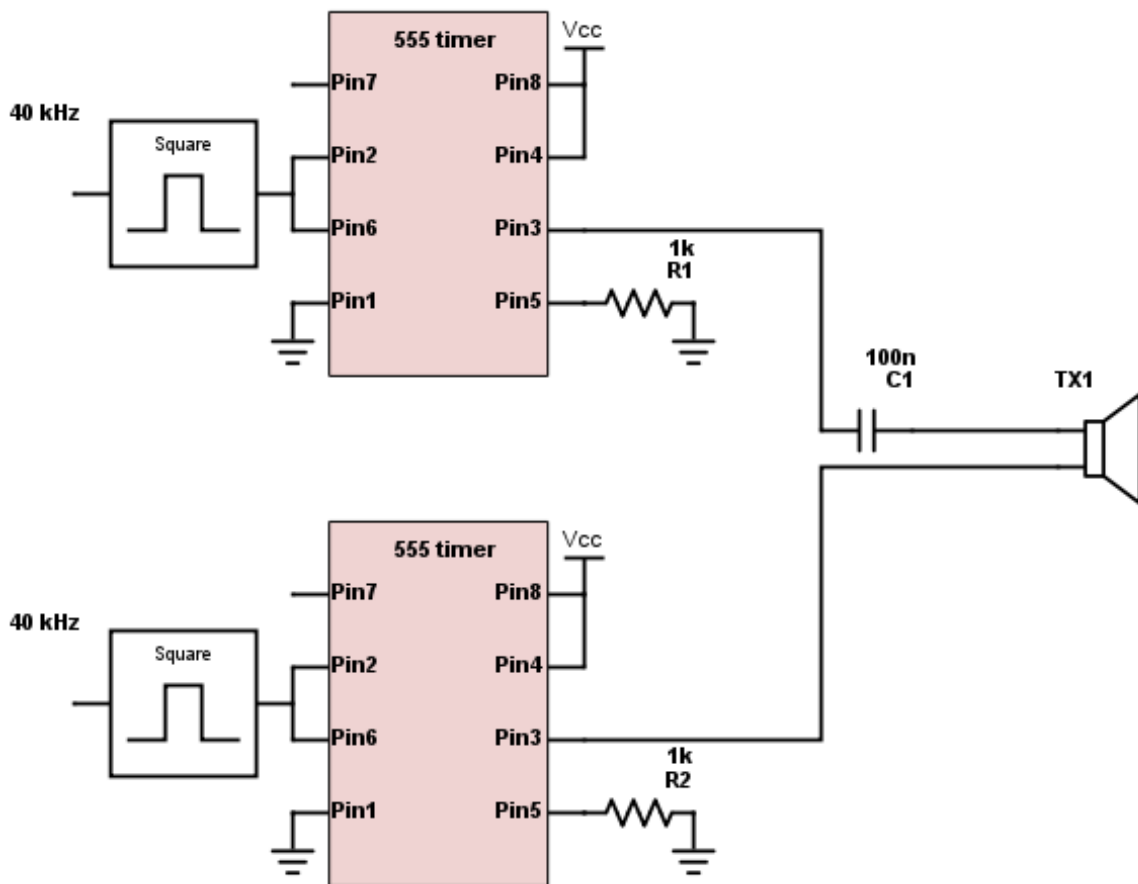 555 timer
Vcc
Pin7
Pin8
40 kHz
Square
Pin2
Pin4
Pin6
Pin3
1k
R1
Pin1
Pin5
100n
C1
TX1
555 timer
Vcc
Pin7
Pin8
40 kHz
Square
Pin2
Pin4
Pin6
Pin3
1k
R2
Pin1
Pin5